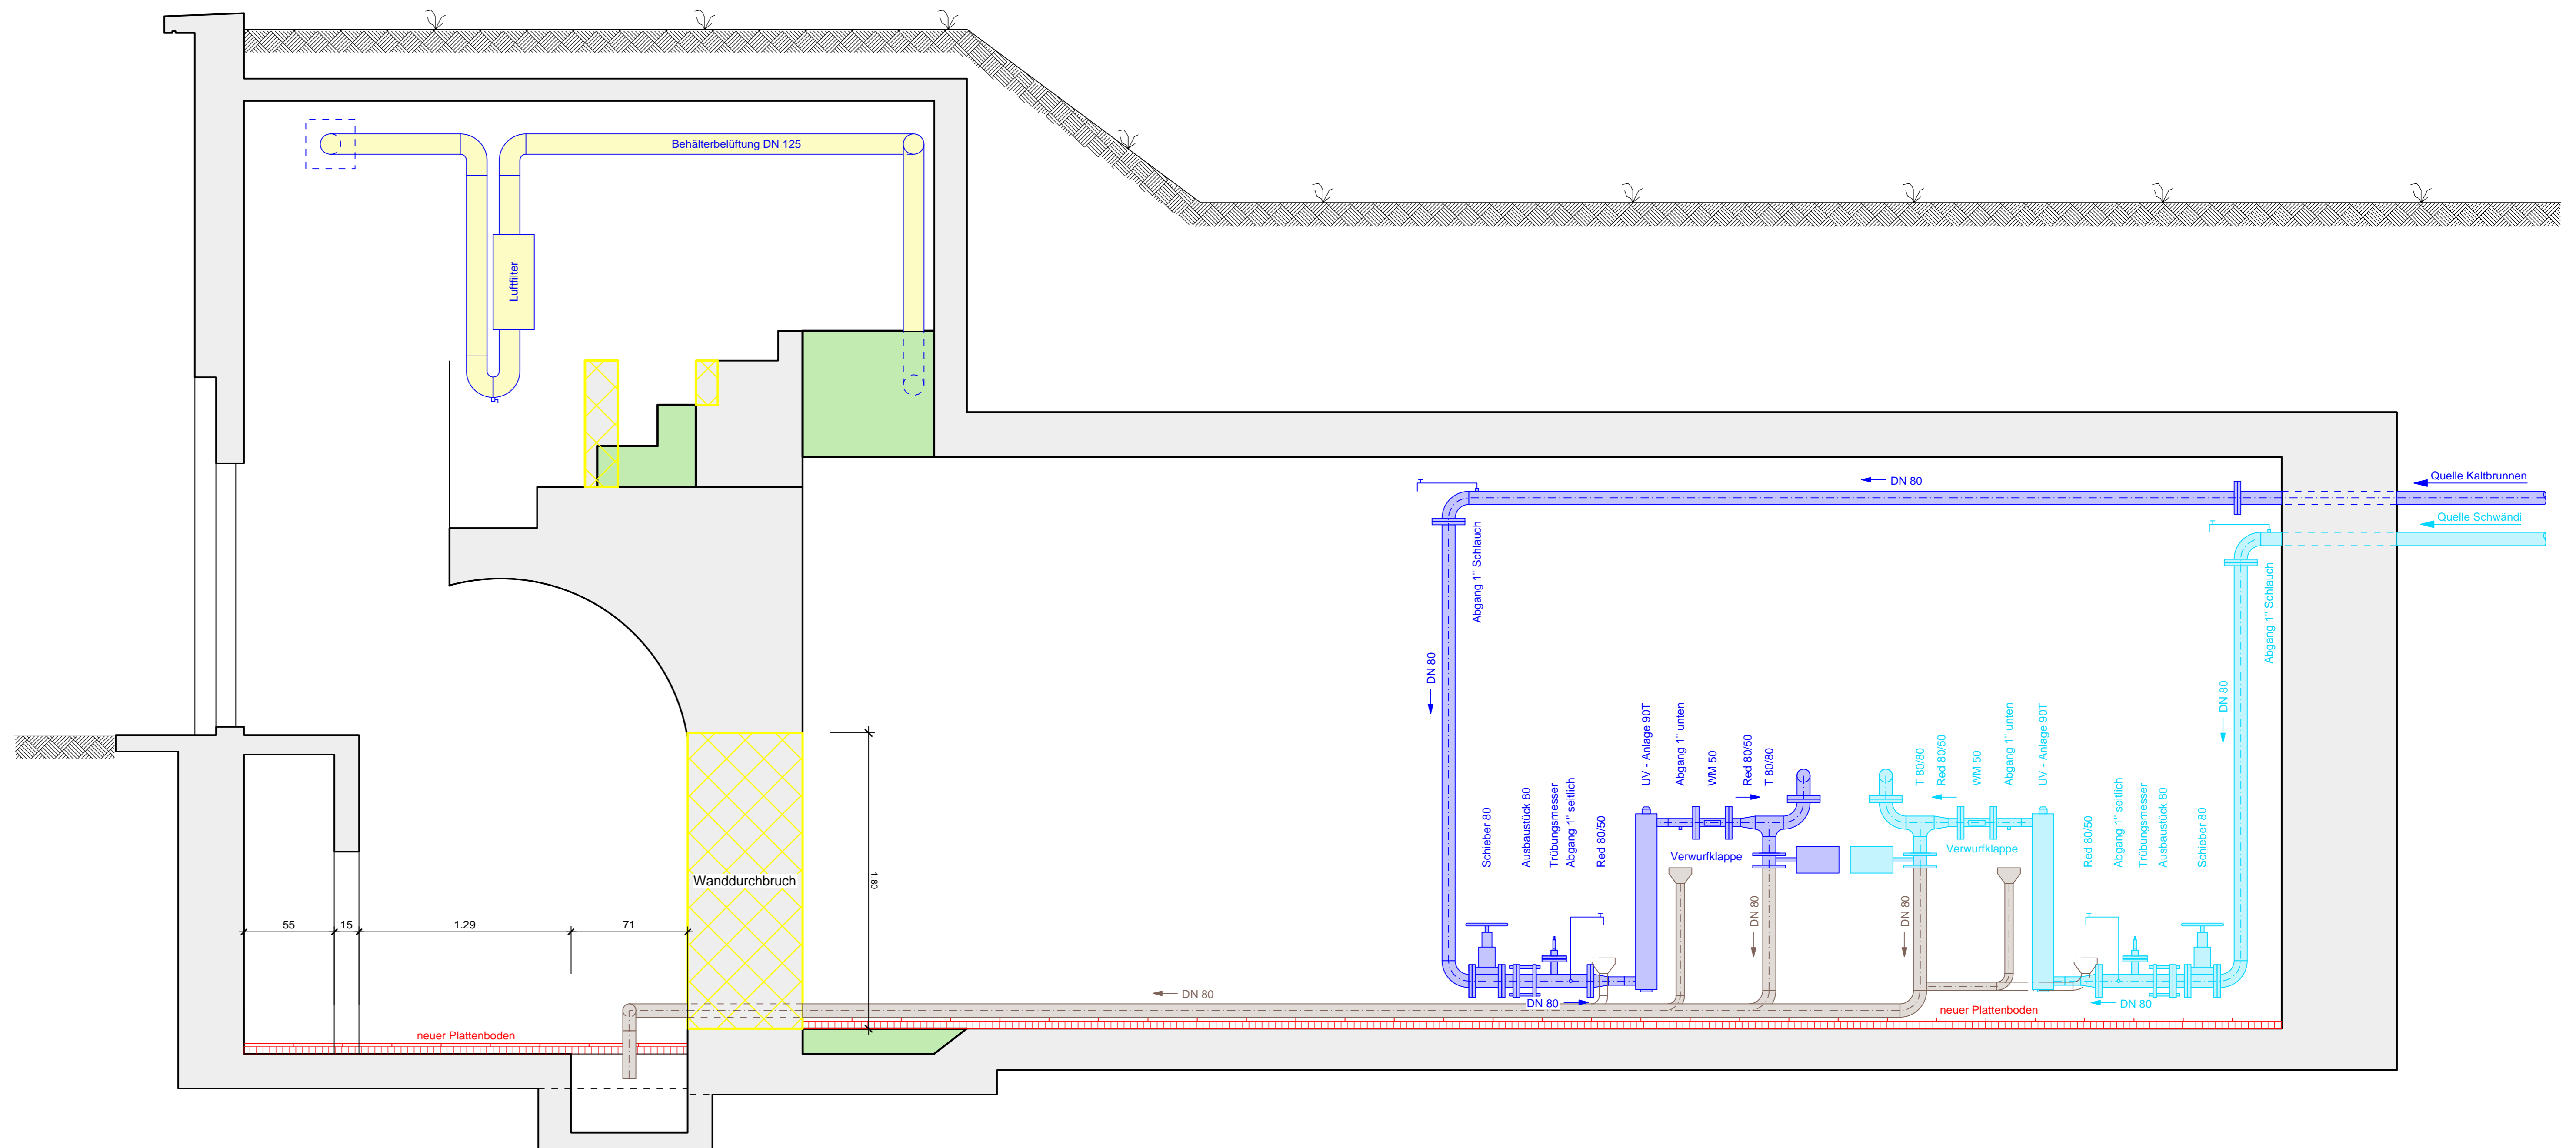 Behälterbelüftung DN 125
Luftfilter
Quelle Kaltbrunnen
DN 80
Quelle Schwändi
Abgang 1" Schlauch
Abgang 1" Schlauch
DN 80
DN 80
UV - Anlage 90T
Abgang 1" unten
WM 50
Red 80/50
T 80/80
T 80/80
Red 80/50
WM 50
Abgang 1" unten
UV - Anlage 90T
Schieber 80
Ausbaustück 80
Trübungsmesser
Abgang 1" seitlich
Red 80/50
Verwurfklappe
Verwurfklappe
Red 80/50
Abgang 1" seitlich
Trübungsmesser
Ausbaustück 80
Schieber 80
Wanddurchbruch
1.80
55
15
1.29
71
DN 80
DN 80
DN 80
DN 80
DN 80
neuer Plattenboden
neuer Plattenboden